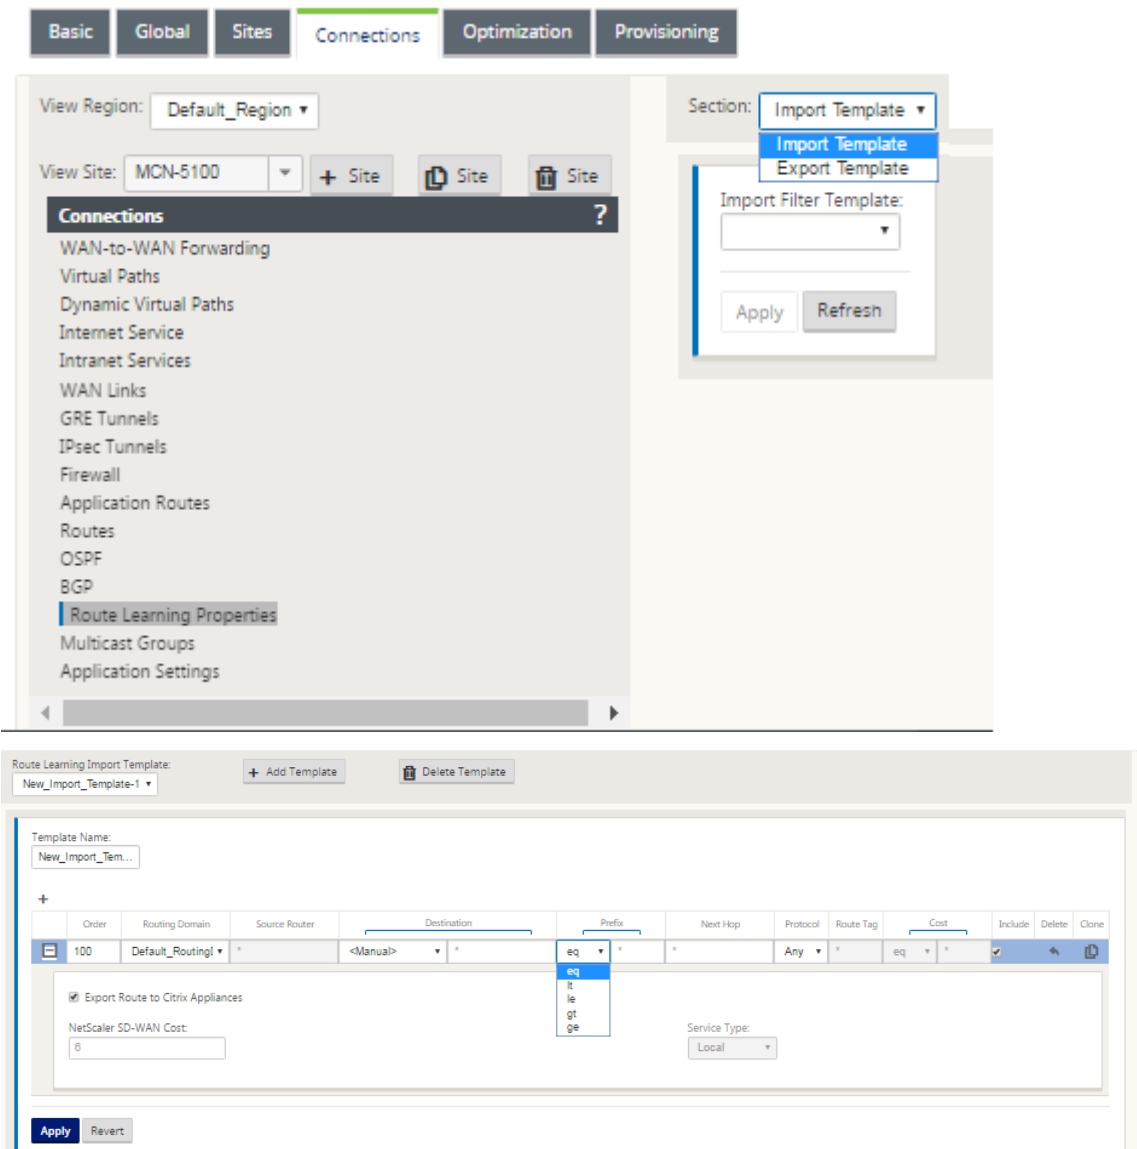 Basic Global Sites Connections Optimization Provisioning
View Region: Default_Region
View Site: MCN-5100 + Site Site Site
Connections ?
WAN-to-WAN Forwarding
Virtual Paths
Dynamic Virtual Paths
Internet Service
Intranet Services
WAN Links
GRE Tunnels
IPsec Tunnels
Firewall
Application Routes
Routes
OSPF
BGP
Route Learning Properties
Multicast Groups
Application Settings
Section: Import Template
Import Template
Export Template
Import Filter Template:
Apply Refresh
Route Learning Import Template:
New_Import_Template-1 + Add Template Delete Template
Template Name:
New_Import_Tem...
+
Order Routing Domain Source Router Destination Prefix Next Hop Protocol Route Tag Cost Include Delete Clone
100 Default_RoutingI * <Manual> * eq * * Any * eq *
eq
lt
le
gt
ge
Export Route to Citrix Appliances
NetScaler SD-WAN Cost: Service Type:
6 Local
Apply Revert